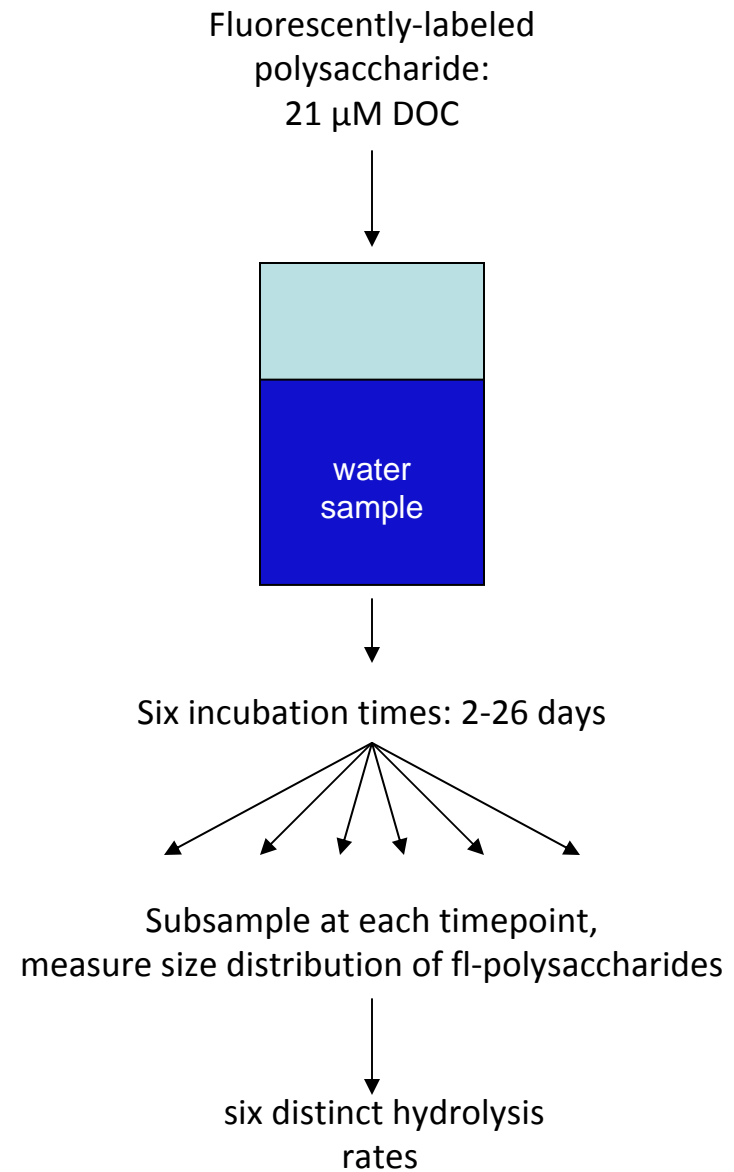 Fluorescently-labeled
polysaccharide:
21 µM DOC
water
sample
Six incubation times: 2-26 days
Subsample at each timepoint,
measure size distribution of fl-polysaccharides
six distinct hydrolysis
rates